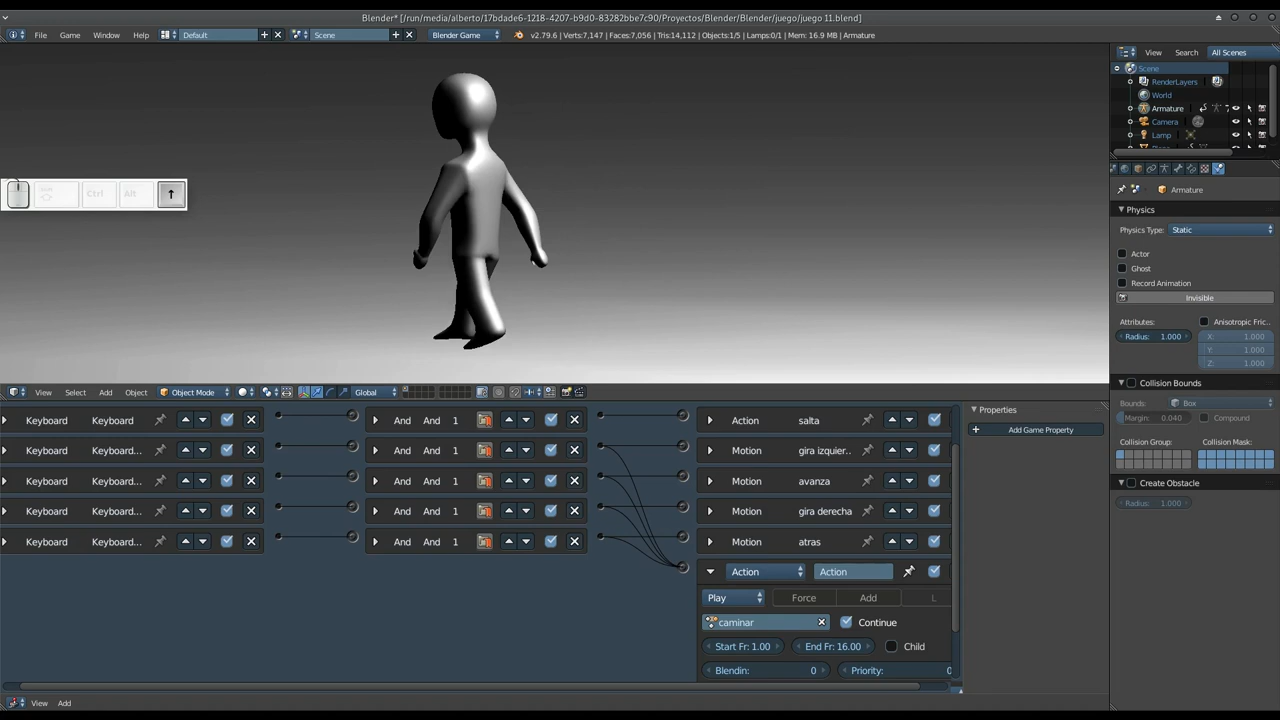 Blender* [/run/media/alberto/17bdade6-1218-4207-b9d0-83282bbe7c90/Proyectos/Blender/Blender/juego/juego 11.blend]
File Game Window Help Default Scene Blender Game v2.79.6 | Verts:7,147 | Faces:7,056 | Tris:14,112 | Objects:1/5 | Lamps:0/1 | Mem: 16.9 MB | Armature
View Search All Scenes
Scene
RenderLayers
World
Armature
Camera
Lamp
Ctrl Alt
Armature
Physics
Physics Type: Static
Actor
Ghost
Record Animation
Invisible
Attributes: Anisotropic Fric...
Radius: 1.000 X: 1.000
Y: 1.000
Z: 1.000
Collision Bounds
Bounds: Box
Margin: 0.040 Compound
Collision Group: Collision Mask:
Create Obstacle
Radius: 1.000
View Select Add Object Object Mode Global
Keyboard Keyboard And And 1 Action salta
Keyboard Keyboard... And And 1 Motion gira izquier..
Keyboard Keyboard... And And 1 Motion avanza
Keyboard Keyboard... And And 1 Motion gira derecha
Keyboard Keyboard... And And 1 Motion atras
Action Action
Play Force Add L
caminar Continue
Start Fr: 1.00 End Fr: 16.00 Child
Blendin: 0 Priority: 0
Properties
Add Game Property
View Add